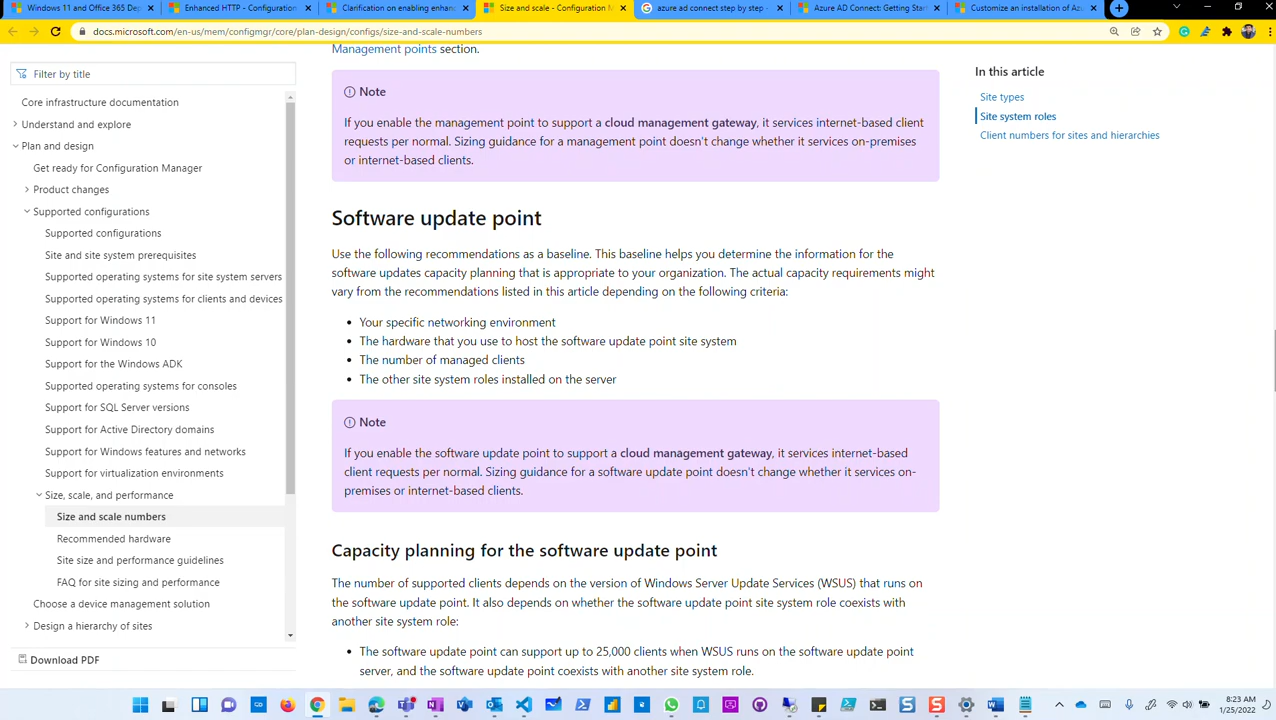 Windows 11 and Office 365 De
Enhanced HTTP - Configuration
Clarification on enabling enhanc
Size and scale - Configuration M
azure ad connect step by step -
Azure AD Connect: Getting Star
Customize an installation of Az
docs.microsoft.com/en-us/mem/configmgr/core/plan-design/configs/size-and-scale-numbers
Filter by title
Core infrastructure documentation
Understand and explore
Plan and design
Get ready for Configuration Manager
Product changes
Supported configurations
Supported configurations
Site and site system prerequisites
Supported operating systems for site system servers
Supported operating systems for clients and devices
Support for Windows 11
Support for Windows 10
Support for the Windows ADK
Supported operating systems for consoles
Support for SQL Server versions
Support for Active Directory domains
Support for Windows features and networks
Support for virtualization environments
Size, scale, and performance
Size and scale numbers
Recommended hardware
Site size and performance guidelines
FAQ for site sizing and performance
Choose a device management solution
Design a hierarchy of sites
Download PDF
Management points section.
Note
If you enable the management point to support a cloud management gateway, it services internet-based client
requests per normal. Sizing guidance for a management point doesn't change whether it services on-premises
or internet-based clients.
Software update point
Use the following recommendations as a baseline. This baseline helps you determine the information for the
software updates capacity planning that is appropriate to your organization. The actual capacity requirements might
vary from the recommendations listed in this article depending on the following criteria:
• Your specific networking environment
• The hardware that you use to host the software update point site system
• The number of managed clients
• The other site system roles installed on the server
Note
If you enable the software update point to support a cloud management gateway, it services internet-based
client requests per normal. Sizing guidance for a software update point doesn't change whether it services on-
premises or internet-based clients.
Capacity planning for the software update point
The number of supported clients depends on the version of Windows Server Update Services (WSUS) that runs on
the software update point. It also depends on whether the software update point site system role coexists with
another site system role:
• The software update point can support up to 25,000 clients when WSUS runs on the software update point
server, and the software update point coexists with another site system role.
In this article
Site types
Site system roles
Client numbers for sites and hierarchies
8:23 AM
1/25/2022